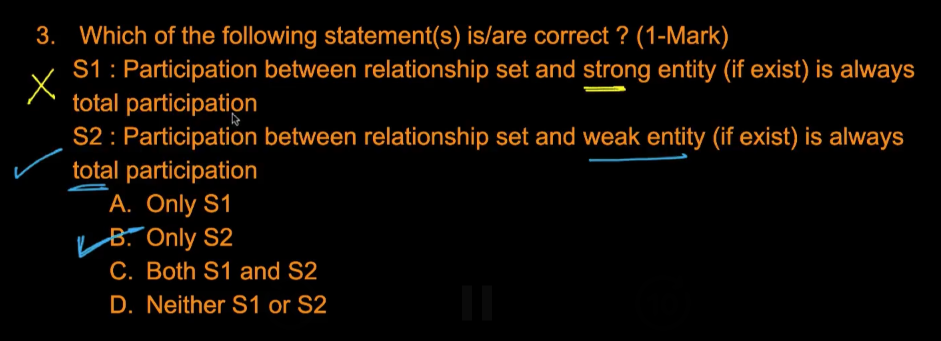 3. Which of the following statement(s) is/are correct ? (1-Mark)
S1 : Participation between relationship set and strong entity (if exist) is always
total participation
S2 : Participation between relationship set and weak entity (if exist) is always
total participation
A. Only S1
B. Only S2
C. Both S1 and S2
D. Neither S1 or S2